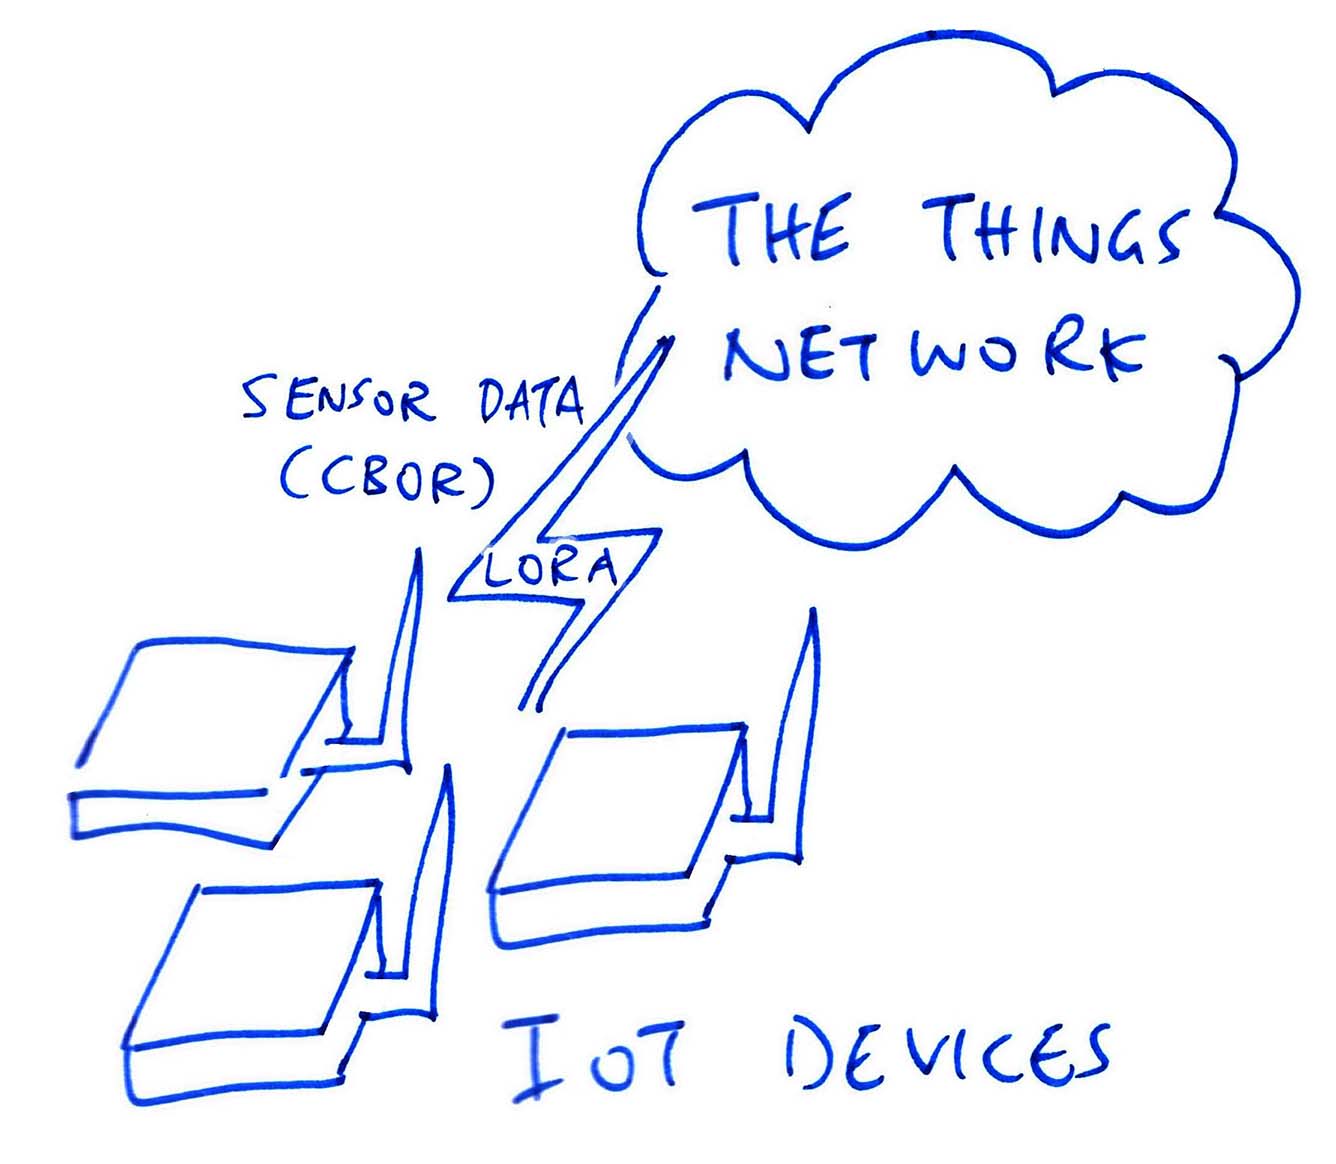 THE THINGS
NETWORK
SENSOR DATA
(CBOR)
LORA
IoT DEVICES